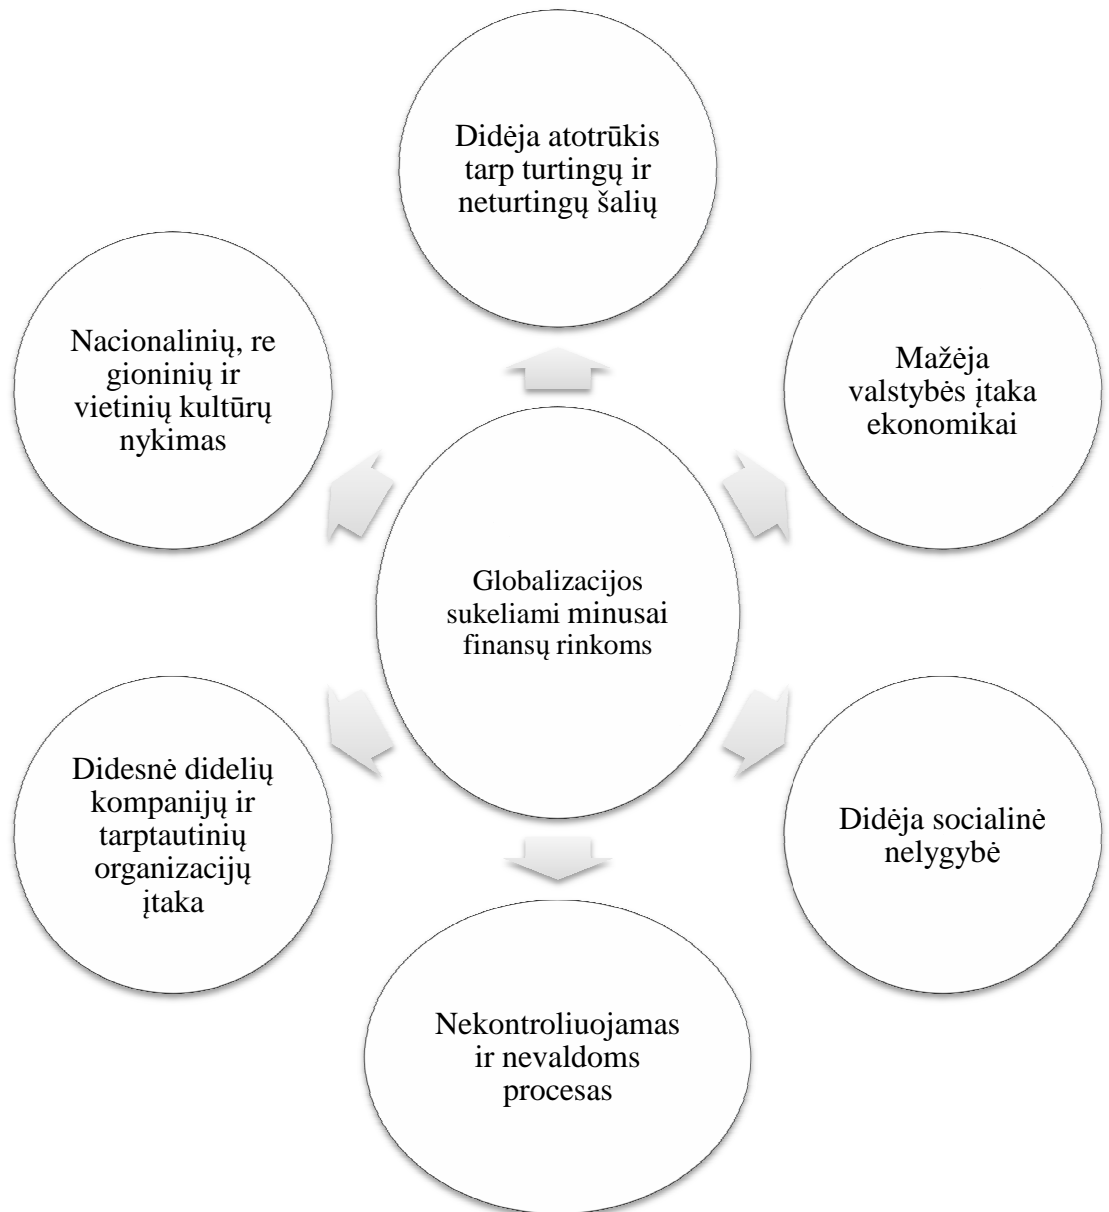 Didėja atotrūkis
tarp turtingų ir
neturtingų šalių
Mažėja
valstybės įtaka
ekonomikai
Didėja socialinė
nelygybė
Nekontroliuojamas
ir nevaldoms
procesas
Didesnė didelių
kompanijų ir
tarptautinių
organizacijų
įtaka
Nacionalinių, re
gioninių ir
vietinių kultūrų
nykimas
Globalizacijos
sukeliami minusai
finansų rinkoms